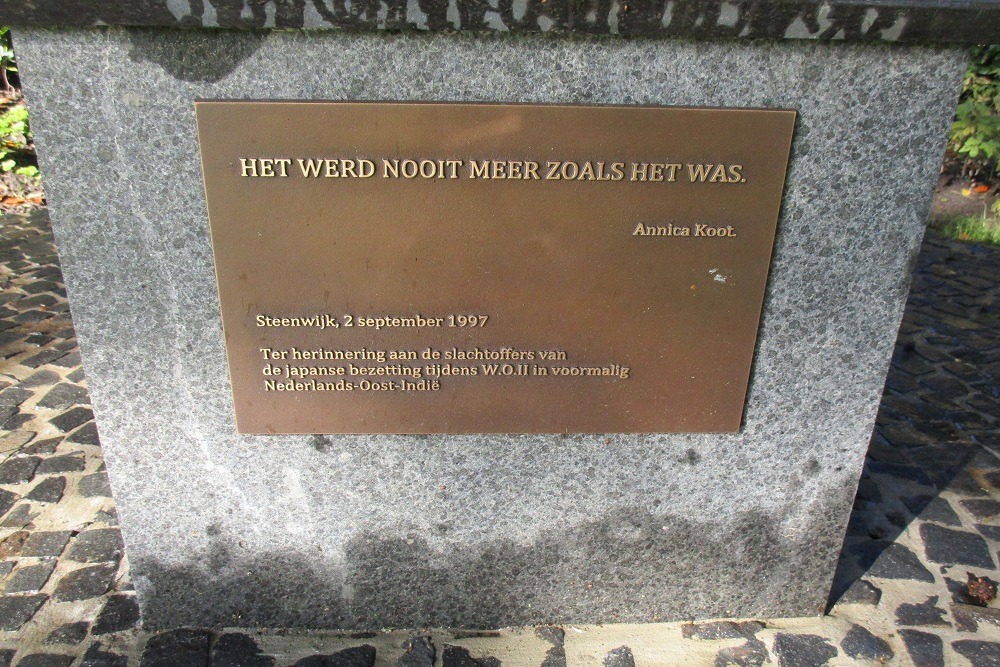 HET WERD NOOIT MEER ZOALS HET WAS.
Annica Koot.
Steenwijk, 2 september 1997
Ter herinnering aan de slachtoffers van
de japanse bezetting tijdens W.O.II in voormalig
Nederlands-Oost-Indië